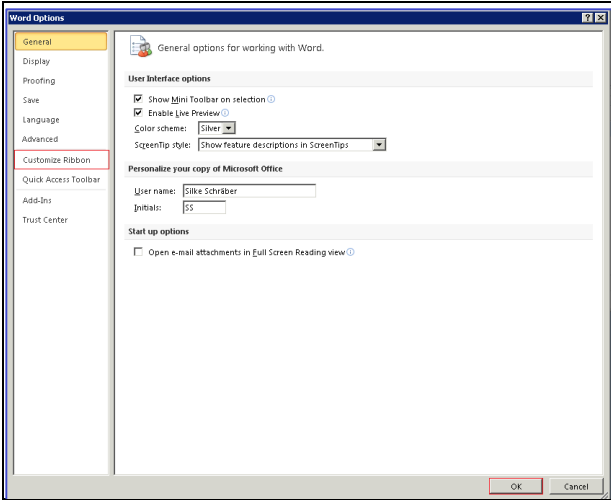 Word Options
General
Display
Proofing
Save
Language
Advanced
Customize Ribbon
Quick Access Toolbar
Add-Ins
Trust Center
General options for working with Word.
User Interface options
Show Mini Toolbar on selection
Enable Live Preview
Color scheme: Silver
ScreenTip style: Show feature descriptions in ScreenTips
Personalize your copy of Microsoft Office
User name: Silke Schräber
Initials: SS
Start up options
Open e-mail attachments in Full Screen Reading view
OK Cancel